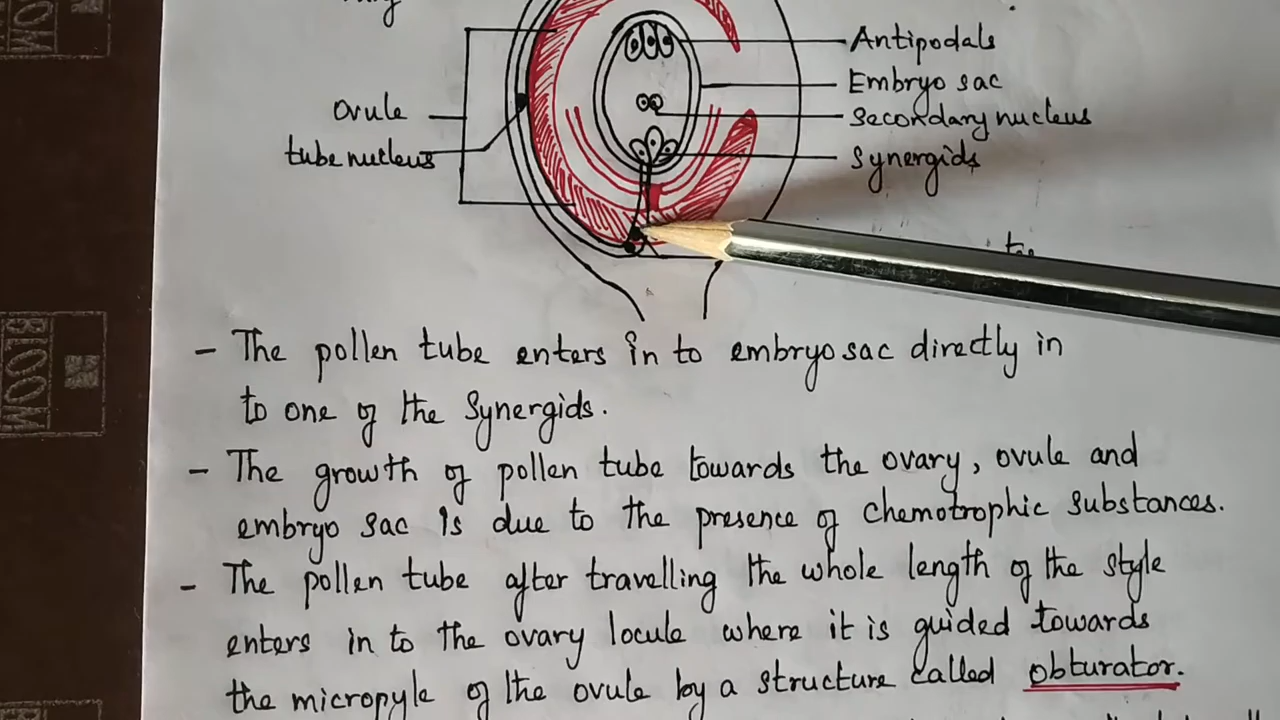 Antipodals
Embryo sac
ovule
Secondary nucleus
tube nucleus
Synergids
- The pollen tube enters in to embryo sac directly in
to one of the Synergids.
- The growth of pollen tube towards the ovary, ovule and
embryo sac is due to the presence of chemotrophic substances.
- The pollen tube after travelling the whole length of the style
enters in to the ovary locule where it is guided towards
the micropyle of the ovule by a structure called obturator.
BLOOM